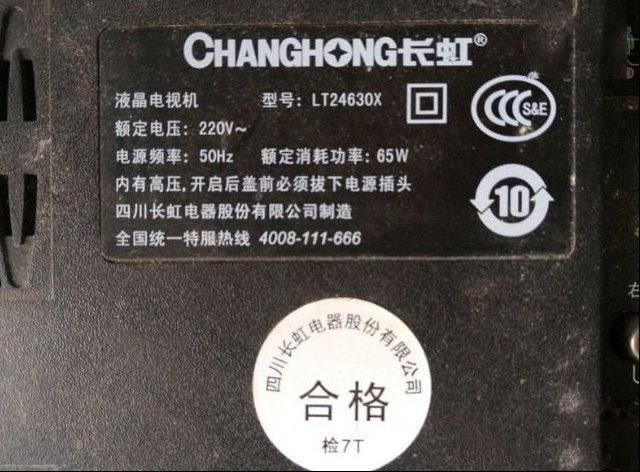 CHANGHONG长虹®
液晶电视机 型号: LT24630X
CCC S&E
额定电压: 220V~
电源频率: 50Hz 额定消耗功率: 65W
内有高压,开启后盖前必须拔下电源插头
10
四川长虹电器股份有限公司制造
全国统一特服热线 4008-111-666
四川长虹电器股份有限公司
合格
检7T
右